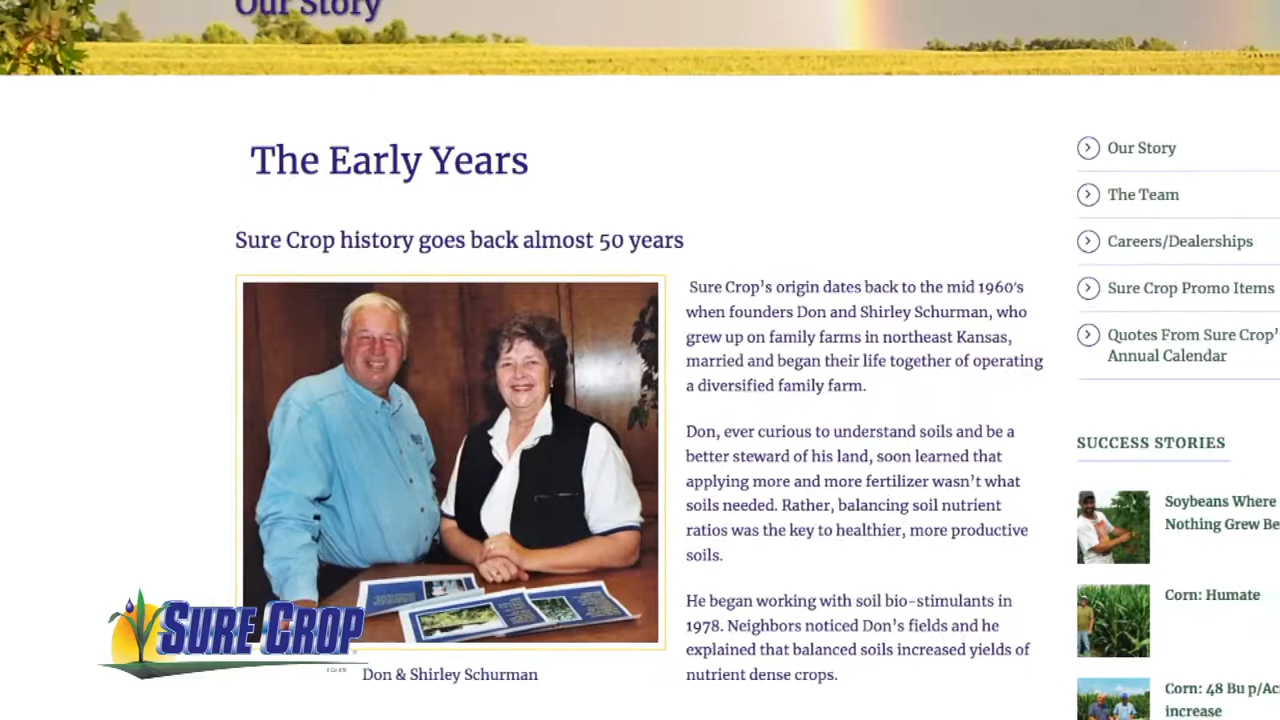 Our Story
The Early Years
Sure Crop history goes back almost 50 years
Sure Crop's origin dates back to the mid 1960's
when founders Don and Shirley Schurman, who
grew up on family farms in northeast Kansas,
married and began their life together of operating
a diversified family farm.
Don, ever curious to understand soils and be a
better steward of his land, soon learned that
applying more and more fertilizer wasn't what
soils needed. Rather, balancing soil nutrient
ratios was the key to healthier, more productive
soils.
He began working with soil bio-stimulants in
1978. Neighbors noticed Don's fields and he
explained that balanced soils increased yields of
nutrient dense crops.
Don & Shirley Schurman
SURE CROP
Our Story
The Team
Careers/Dealerships
Sure Crop Promo Items
Quotes From Sure Crop'
Annual Calendar
SUCCESS STORIES
Soybeans Where
Nothing Grew Be
Corn: Humate
Corn: 48 Bu p/Ac
increase